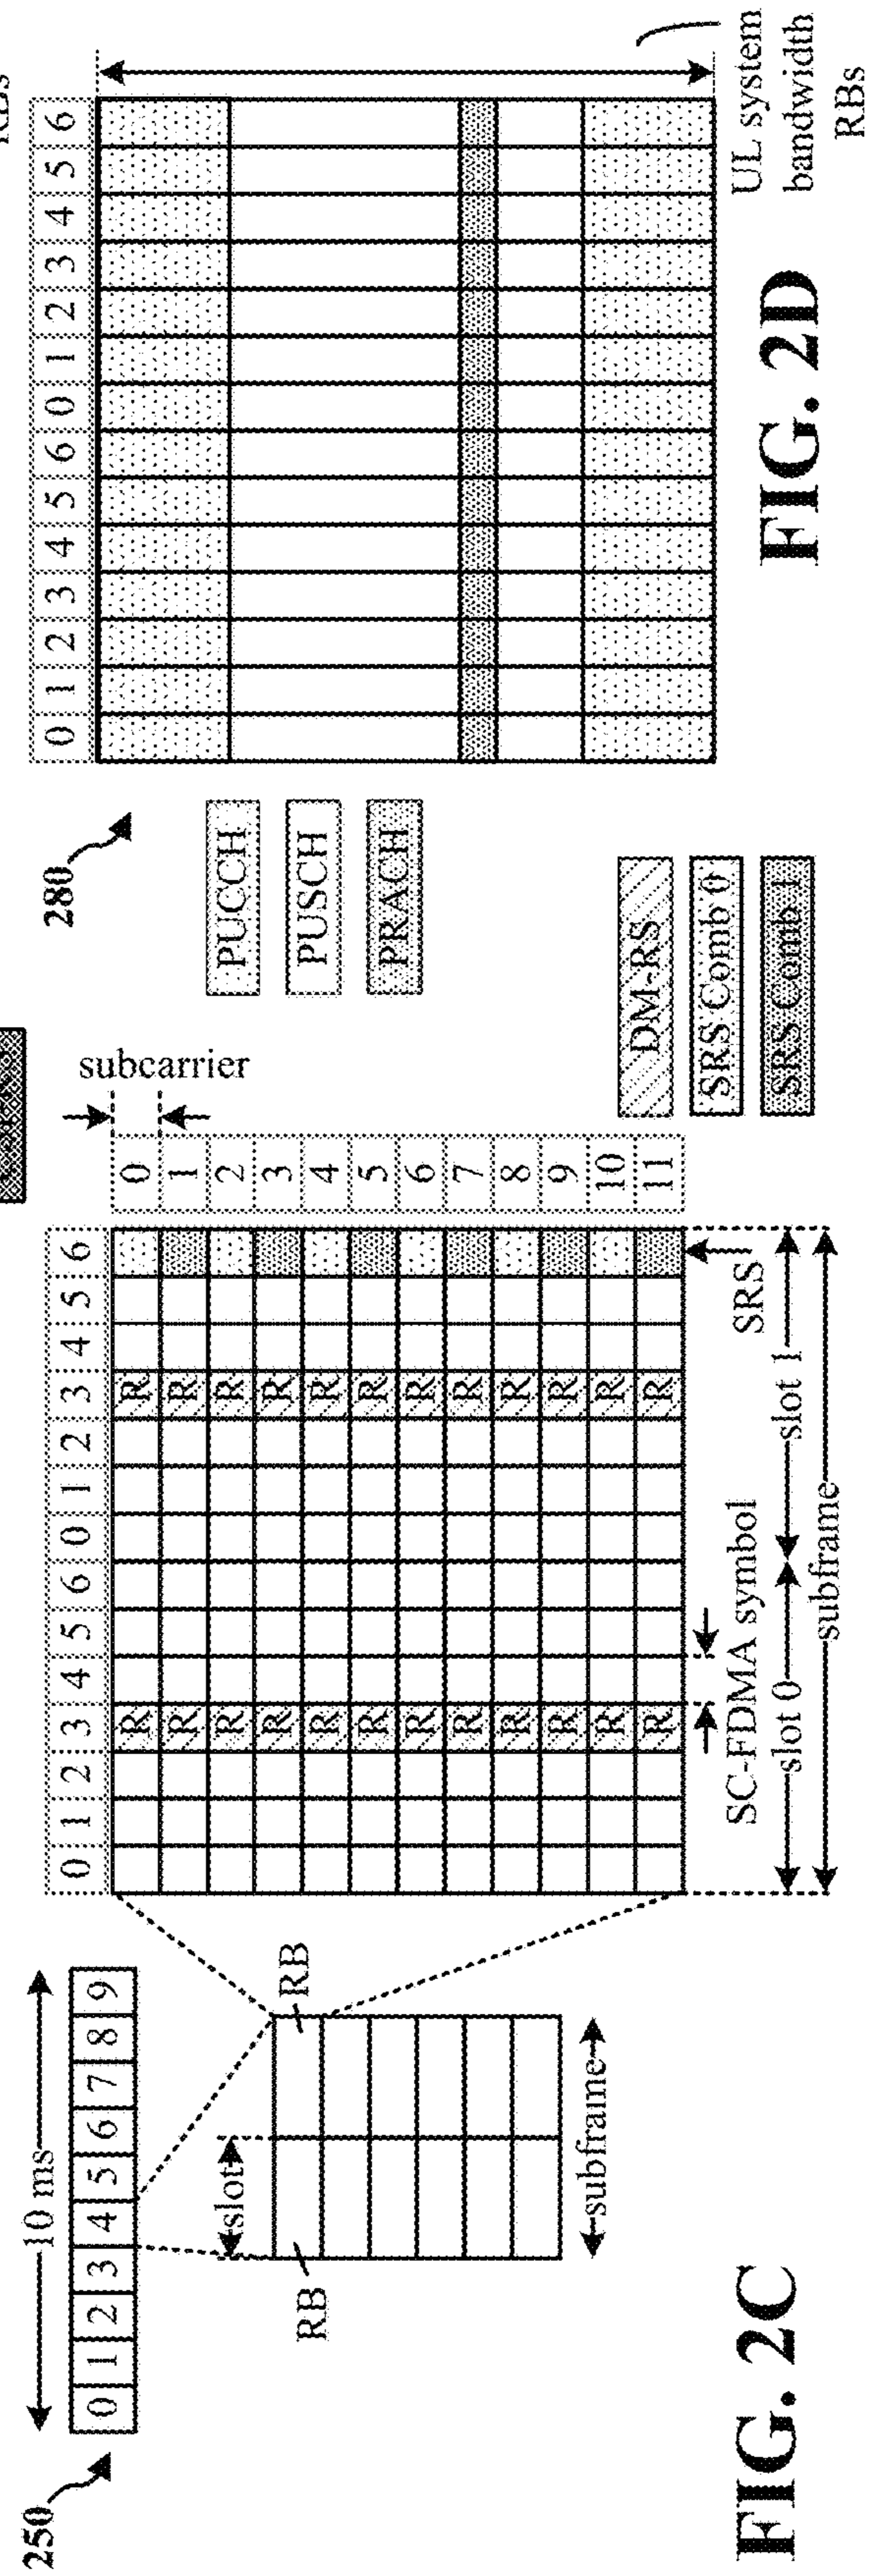 250
10 ms
0 1 2 3 4 5 6 7 8 9
RB
slot
RB
subframe
0 1 2 3 4 5 6 0 1 2 3 4 5 6
R R
R R
R R
R R
R R
R R
R R
R R
R R
R R
R R
R R
subcarrier
0
1
2
3
4
5
6
7
8
9
10
11
SC-FDMA symbol
SRS
slot 0
slot 1
subframe
DM-RS
SRS Comb 0
SRS Comb 1
FIG. 2C
280
PUCCH
PUSCH
PRACH
0 1 2 3 4 5 6 0 1 2 3 4 5 6
UL system
bandwidth
RBs
FIG. 2D
RBs